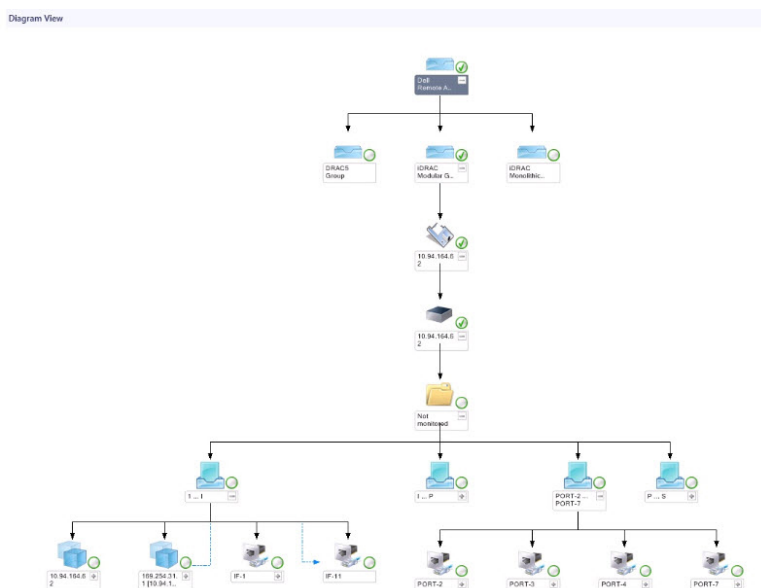 Diagram View
Dell
Remote A..
DRAC5
Group
iDRAC
Modular G..
iDRAC
Monolithic..
10.94.164.6
2
10.94.164.6
2
Not
monitored
1 ... I
I ... P
PORT-2 ...
PORT-7
P ... S
10.94.164.6
2
169.254.31.
1 [10.94.1..
IF-1
IF-11
PORT-2
PORT-3
PORT-4
PORT-7